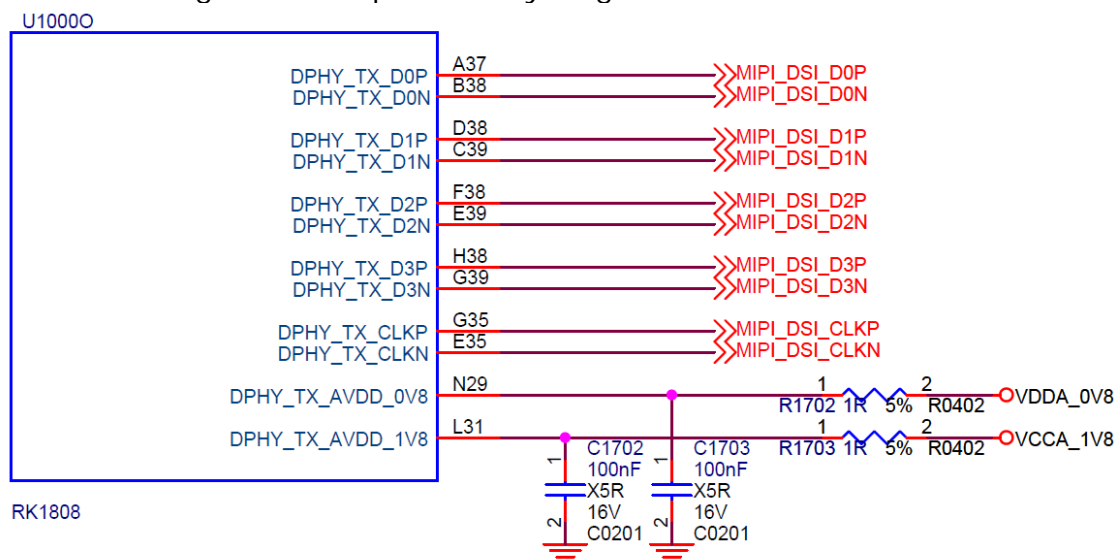 U1000O
DPHY_TX_D0P A37 MIPI_DSI_D0P
DPHY_TX_D0N B38 MIPI_DSI_D0N
DPHY_TX_D1P D38 MIPI_DSI_D1P
DPHY_TX_D1N C39 MIPI_DSI_D1N
DPHY_TX_D2P F38 MIPI_DSI_D2P
DPHY_TX_D2N E39 MIPI_DSI_D2N
DPHY_TX_D3P H38 MIPI_DSI_D3P
DPHY_TX_D3N G39 MIPI_DSI_D3N
DPHY_TX_CLKP G35 MIPI_DSI_CLKP
DPHY_TX_CLKN E35 MIPI_DSI_CLKN
DPHY_TX_AVDD_0V8 N29 1 2 VDDA_0V8
R1702 1R 5% R0402
DPHY_TX_AVDD_1V8 L31 1 2 VCCA_1V8
R1703 1R 5% R0402
1 C1702 1 C1703
100nF 100nF
X5R X5R
16V 16V
2 C0201 2 C0201
RK1808